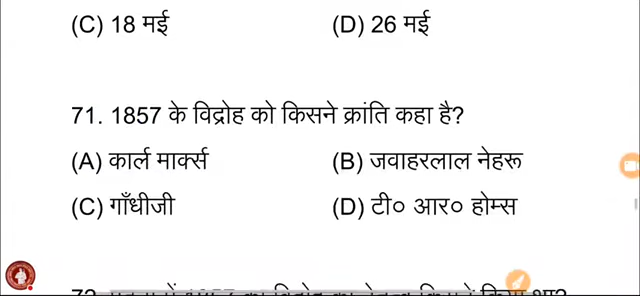 (C) 18 मई (D) 26 मई
71. 1857 के विद्रोह को किसने क्रांति कहा है?
(A) कार्ल मार्क्स (B) जवाहरलाल नेहरू
(C) गाँधीजी (D) टी० आर० होम्स